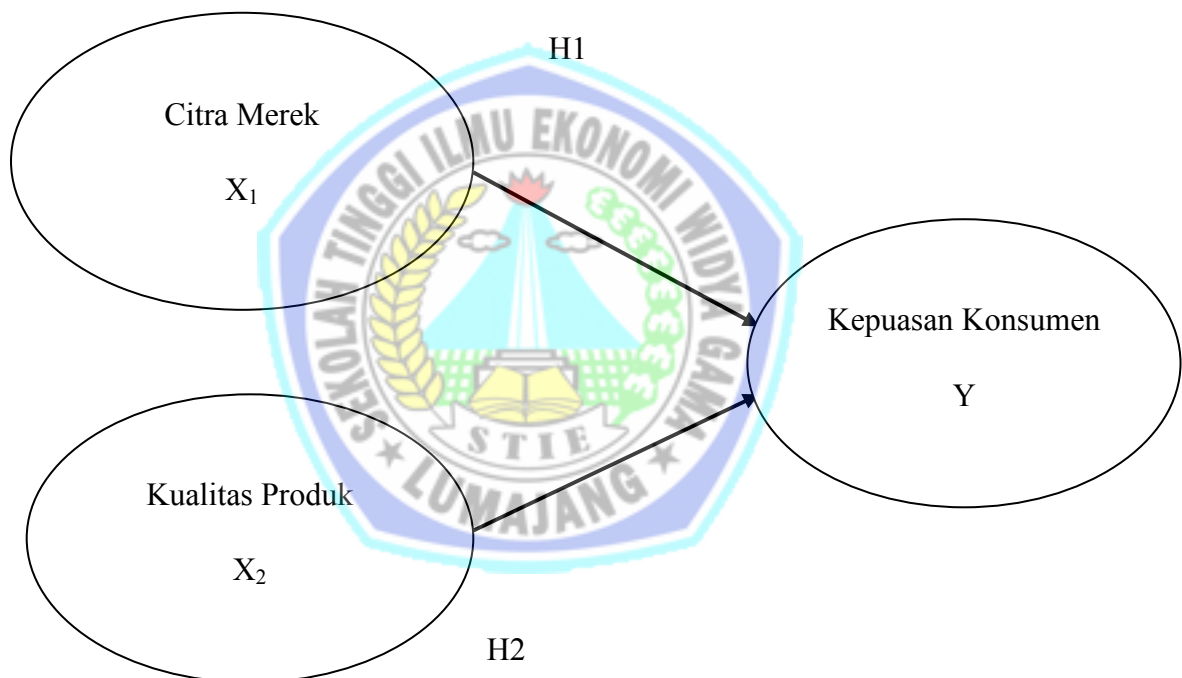 H1
Citra Merek
X₁
SEKOLAH TINGGI ILMU EKONOMI WIDYA GAMA
Kepuasan Konsumen
Y
STIE
★ LUMAJANG ★
Kualitas Produk
X₂
H2